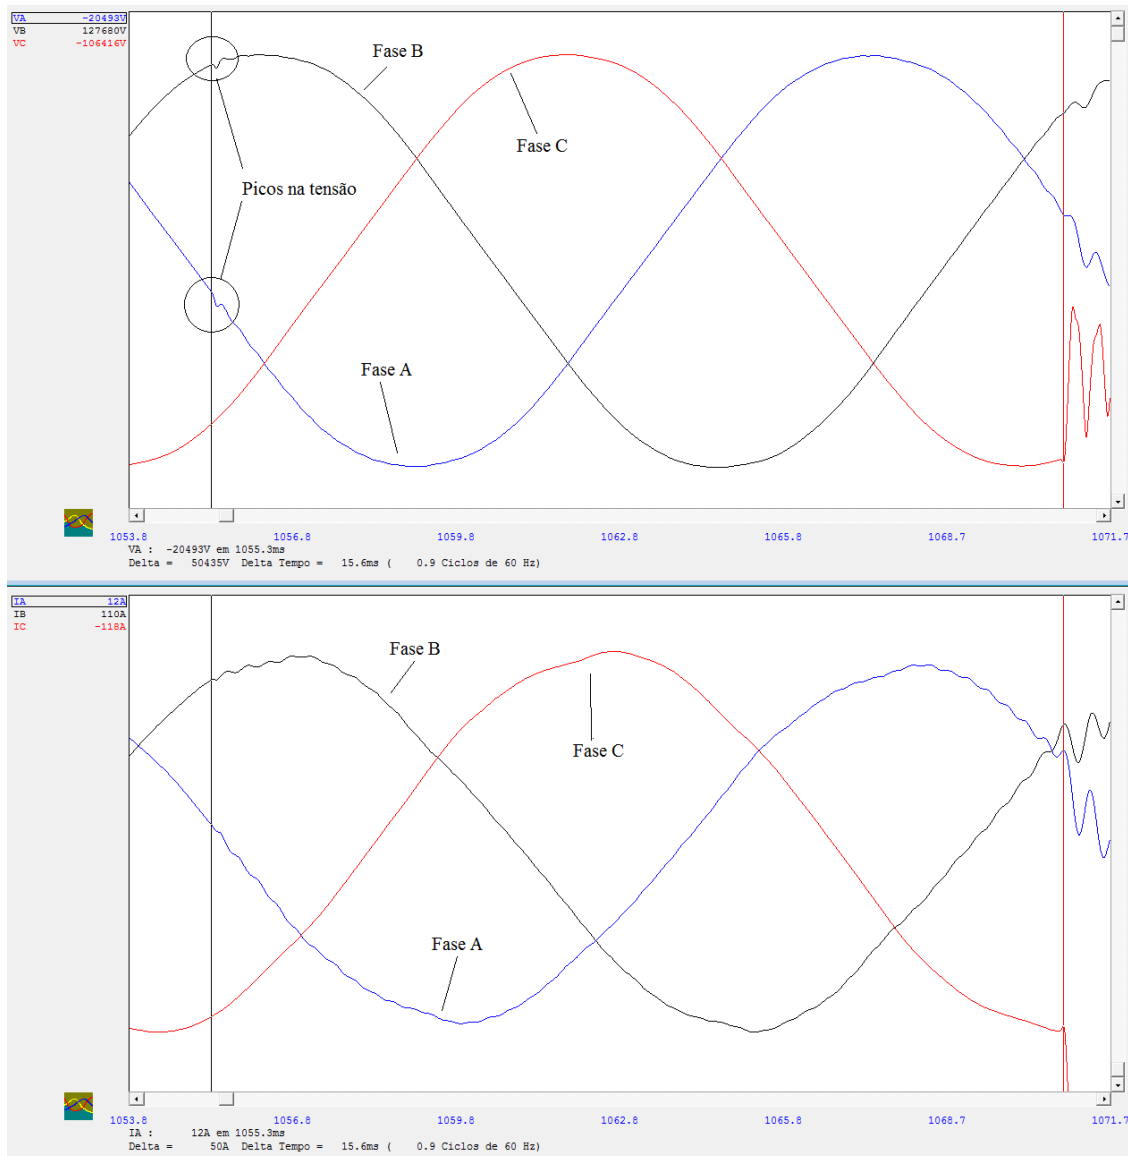 VA -20493V
VB 127680V
VC -106416V
Fase B
Fase C
Picos na tensão
Fase A
1053.8 1056.8 1059.8 1062.8 1065.8 1068.7 1071.7
VA : -20493V em 1055.3ms
Delta = 50435V Delta Tempo = 15.6ms ( 0.9 Ciclos de 60 Hz)
IA 12A
IB 110A
IC -118A
Fase B
Fase C
Fase A
1053.8 1056.8 1059.8 1062.8 1065.8 1068.7 1071.7
IA : 12A em 1055.3ms
Delta = 50A Delta Tempo = 15.6ms ( 0.9 Ciclos de 60 Hz)